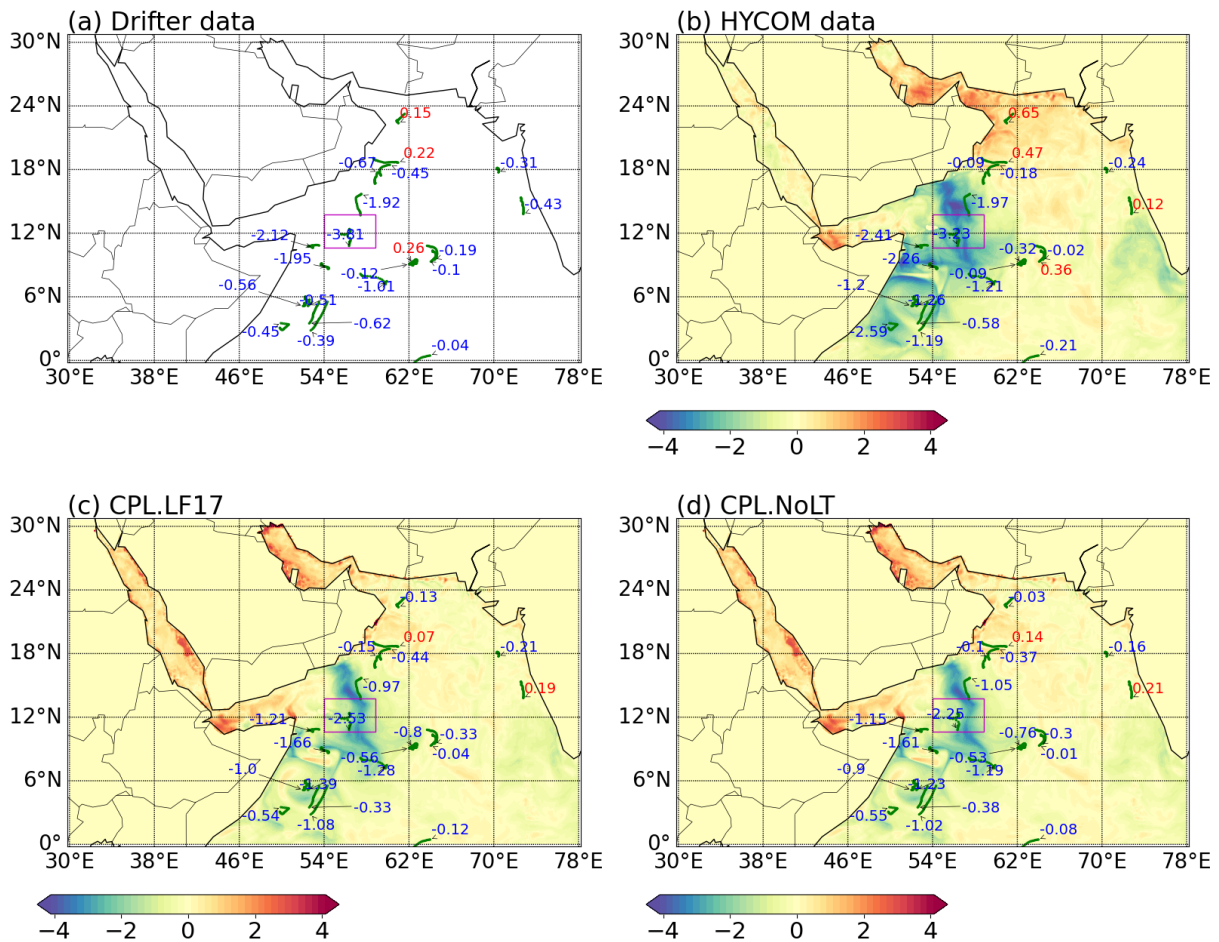 (a) Drifter data
30°N
24°N
18°N
12°N
6°N
0°
0.15
0.22
-0.67
-0.45
-0.31
-1.92
-0.43
-3.81
-2.12
0.26
-0.19
-1.95
-0.12
-0.1
-0.56
-1.01
-0.51
-0.62
-0.45
-0.39
-0.04
30°E 38°E 46°E 54°E 62°E 70°E 78°E
(b) HYCOM data
30°N
24°N
18°N
12°N
6°N
0°
0.65
0.47
-0.09
-0.18
-0.24
-1.97
0.12
-3.23
-2.41
-0.32
-0.02
-2.26
-0.09
0.36
-1.2
-1.21
-1.26
-0.58
-2.59
-1.19
-0.21
30°E 38°E 46°E 54°E 62°E 70°E 78°E
−4 −2 0 2 4
(c) CPL.LF17
30°N
24°N
18°N
12°N
6°N
0°
-0.13
0.07
-0.15
-0.44
-0.21
-0.97
0.19
-2.53
-1.21
-0.8
-0.33
-1.66
-0.56
-0.04
-1.0
-1.28
-1.39
-0.33
-0.54
-1.08
-0.12
30°E 38°E 46°E 54°E 62°E 70°E 78°E
−4 −2 0 2 4
(d) CPL.NoLT
30°N
24°N
18°N
12°N
6°N
0°
-0.03
0.14
-0.1
-0.37
-0.16
-1.05
0.21
-2.25
-1.15
-0.76
-0.3
-1.61
-0.53
-0.01
-0.9
-1.19
-1.23
-0.38
-0.55
-1.02
-0.08
30°E 38°E 46°E 54°E 62°E 70°E 78°E
−4 −2 0 2 4